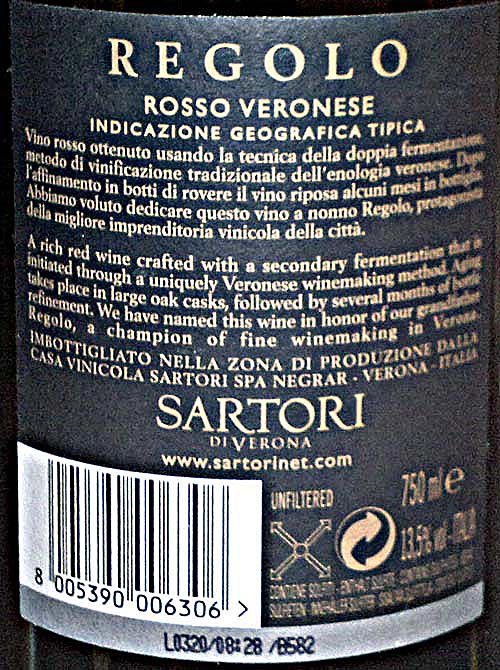 REGOLO
ROSSO VERONESE
INDICAZIONE GEOGRAFICA TIPICA
Vino rosso ottenuto usando la tecnica della doppia fermentazione,
metodo di vinificazione tradizionale dell'enologia veronese. Dopo
l'affinamento in botti di rovere il vino riposa alcuni mesi in bottiglia.
Abbiamo voluto dedicare questo vino a nonno Regolo, protagonista
della migliore imprenditoria vinicola della città.
A rich red wine crafted with a secondary fermentation that is
initiated through a uniquely Veronese winemaking method. Aging
takes place in large oak casks, followed by several months of bottle
refinement. We have named this wine in honor of our grandfather
Regolo, a champion of fine winemaking in Verona.
IMBOTTIGLIATO NELLA ZONA DI PRODUZIONE DALLA
CASA VINICOLA SARTORI SPA NEGRAR - VERONA - ITALIA
SARTORI
DI VERONA
www.sartorinet.com
UNFILTERED
750 ml e
13,5% vol - ITALIA
CONTIENE SOLFITI
8 005390 006306 >
L0320/08:28 /B582